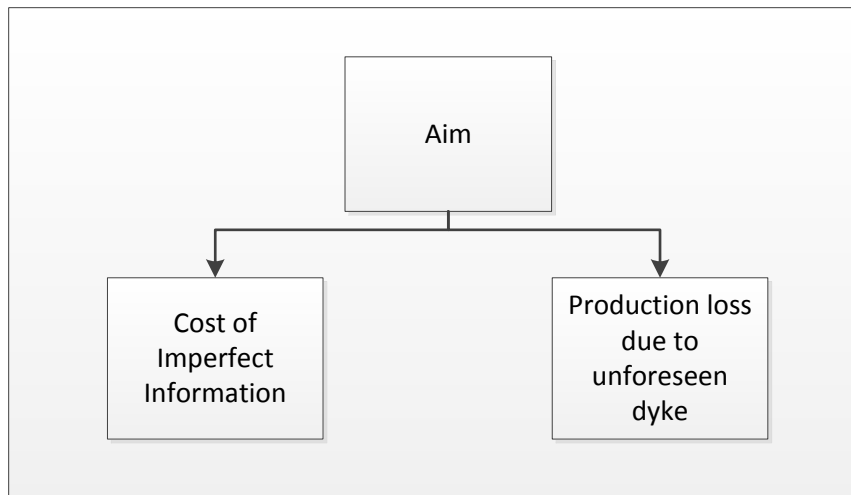 Aim
Cost of
Imperfect
Information
Production loss
due to
unforeseen
dyke